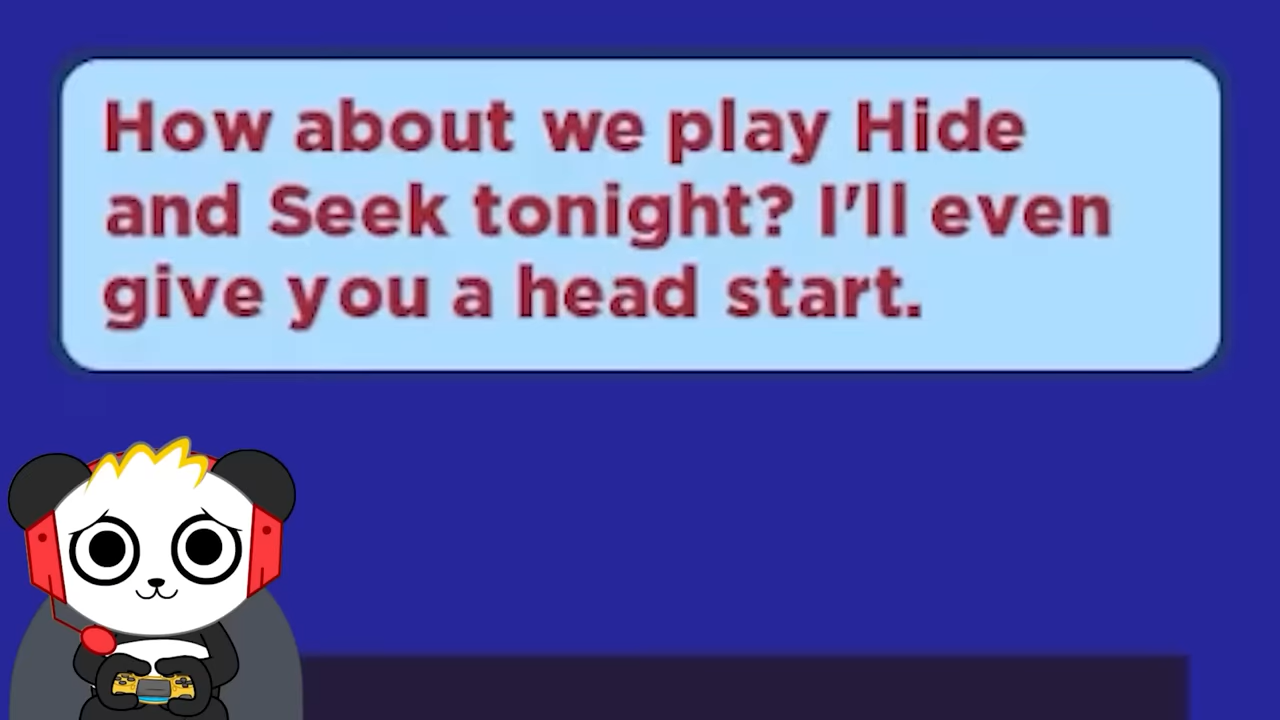 How about we play Hide
and Seek tonight? I'll even
give you a head start.